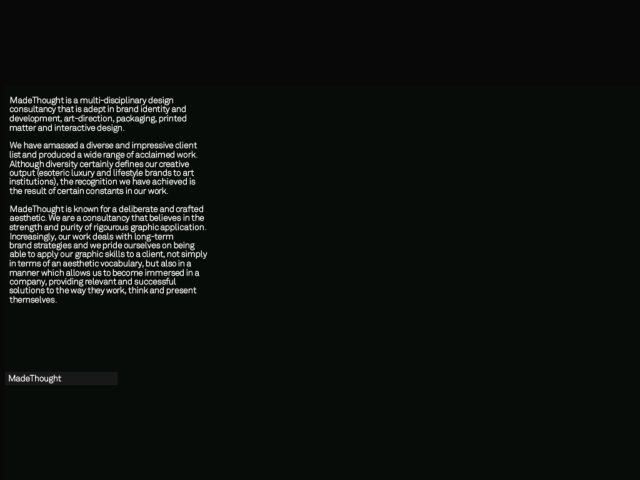 MadeThought is a multi-disciplinary design
consultancy that is adept in brand identity and
development, art-direction, packaging, printed
matter and interactive design.
We have amassed a diverse and impressive client
list and produced a wide range of acclaimed work.
Although diversity certainly defines our creative
output (esoteric luxury and lifestyle brands to art
institutions), the recognition we have achieved is
the result of certain constants in our work.
MadeThought is known for a deliberate and crafted
aesthetic. We are a consultancy that believes in the
strength and purity of rigourous graphic application.
Increasingly, our work deals with long-term
brand strategies and we pride ourselves on being
able to apply our graphic skills to a client, not simply
in terms of an aesthetic vocabulary, but also in a
manner which allows us to become immersed in a
company, providing relevant and successful
solutions to the way they work, think and present
themselves.
MadeThought